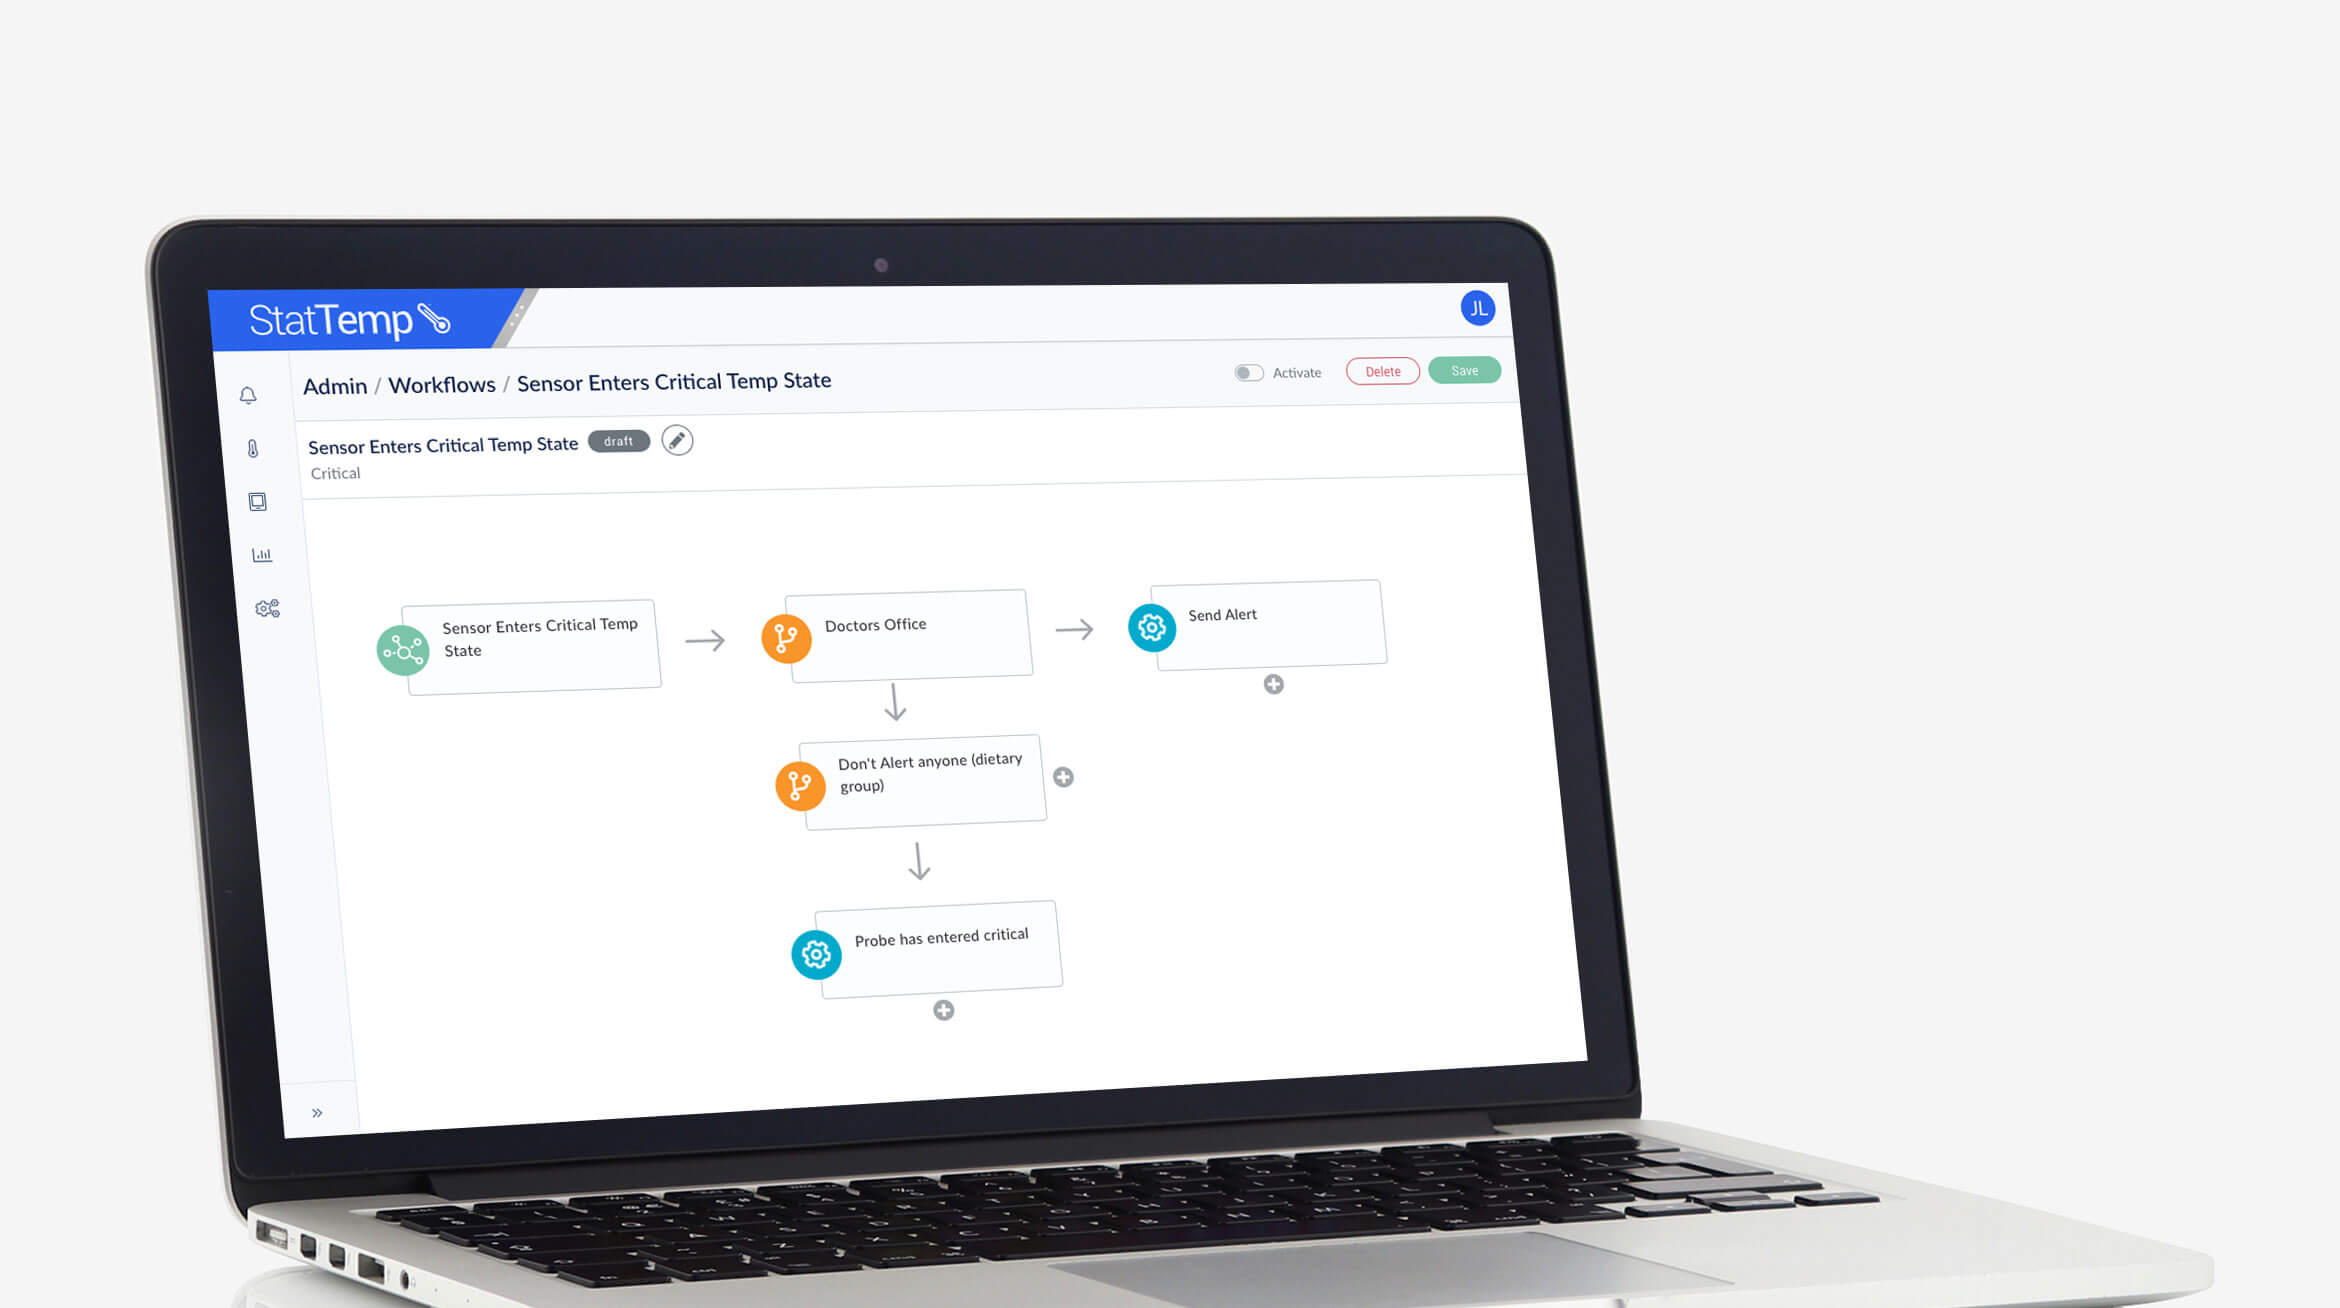 StatTemp
JL
Admin / Workflows / Sensor Enters Critical Temp State
Activate
Delete
Save
Sensor Enters Critical Temp State
draft
Critical
Sensor Enters Critical Temp
State
Doctors Office
Send Alert
Don't Alert anyone (dietary
group)
Probe has entered critical